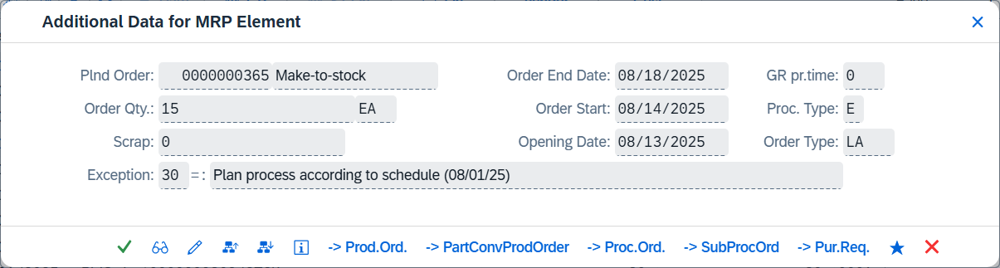 Additional Data for MRP Element
Plnd Order: 0000000365 Make-to-stock Order End Date: 08/18/2025 GR pr.time: 0
Order Qty.: 15 EA Order Start: 08/14/2025 Proc. Type: E
Scrap: 0 Opening Date: 08/13/2025 Order Type: LA
Exception: 30 =: Plan process according to schedule (08/01/25)
-> Prod.Ord. -> PartConvProdOrder -> Proc.Ord. -> SubProcOrd -> Pur.Req.